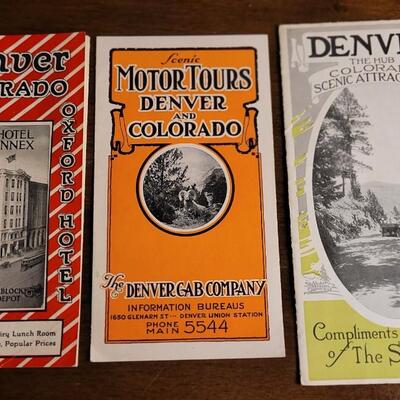 nver
RADO
OXFORD HOTEL
HOTEL
NNEX
BLOCK
DEPOT
iry Lunch Room
, Popular Prices
Scenic
MOTOR TOURS
DENVER
AND
COLORADO
The DENVER CAB COMPANY
INFORMATION BUREAUS
1650 GLENARM ST--- DENVER UNION STATION
PHONE
MAIN 5544
DENVE
THE HUB
COLORA
SCENIC ATTRAC
Compliments
of The S